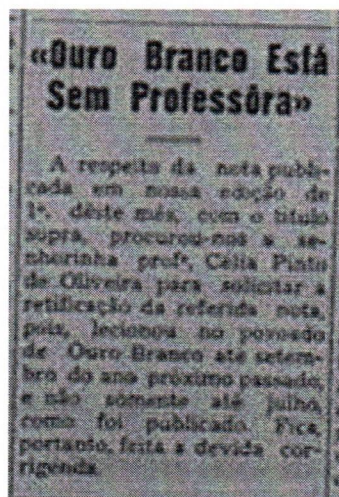 «Ouro Branco Está
Sem Professôra»
A respeito da nota publi-
cada em nossa edição de
1º. dêste mês, com o titulo
supra, procurou-nos a se-
nhorinha profª. Célia Pinto
de Oliveira para solicitar a
retificação da referida nota,
pois, lecionou no povoado
de Ouro Branco até setem-
bro do ano próximo passado,
e não sòmente até julho,
como foi publicado. Fica,
portanto, feita a devida cor-
rigenda.